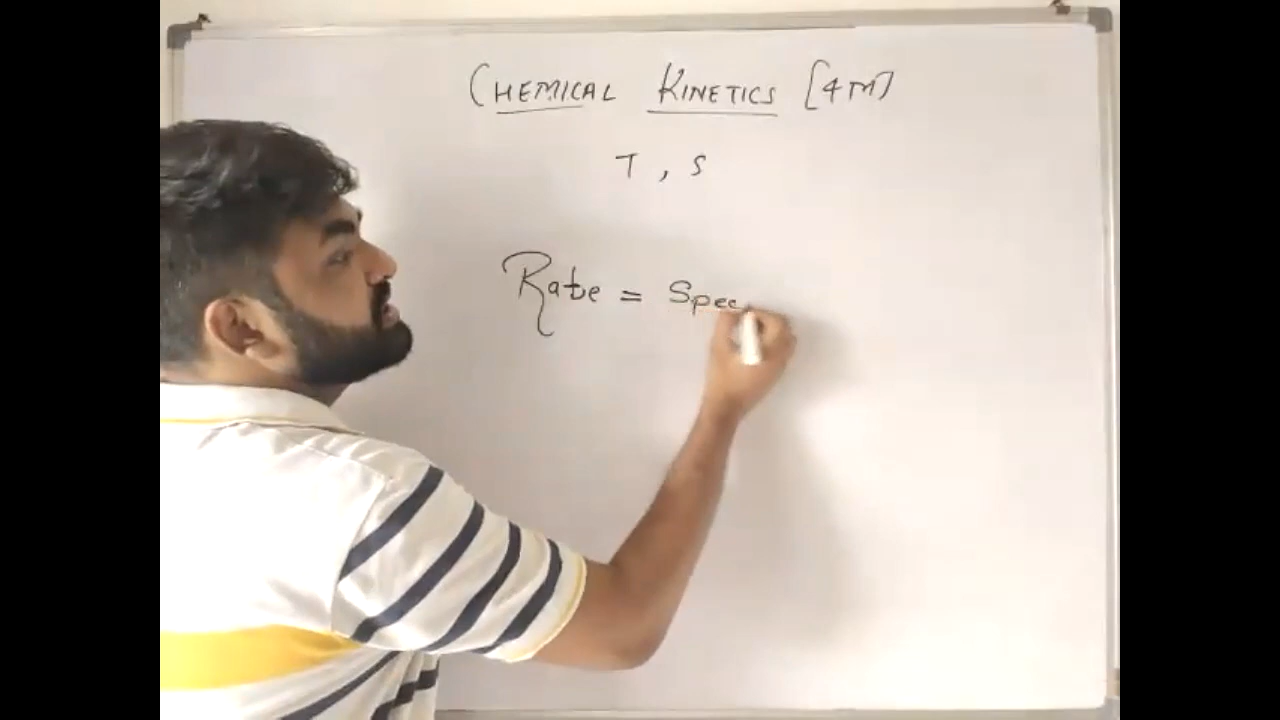 CHEMICAL KINETICS [4M]
T, S
Rate = Spee